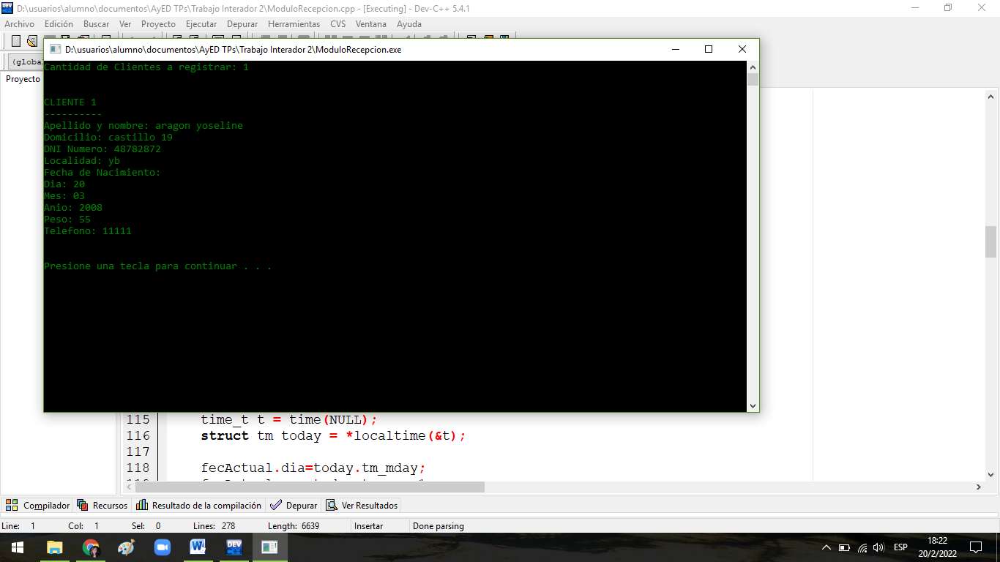 D:\usuarios\alumno\documentos\AyED TPs\Trabajo Interador 2\ModuloRecepcion.cpp - [Executing] - Dev-C++ 5.4.1
Archivo Edición Buscar Ver Proyecto Ejecutar Depurar Herramientas CVS Ventana Ayuda
D:\usuarios\alumno\documentos\AyED TPs\Trabajo Interador 2\ModuloRecepcion.exe
Proyecto
Cantidad de Clientes a registrar: 1
CLIENTE 1
----------
Apellido y nombre: aragon yoseline
Domicilio: castillo 19
DNI Numero: 48782872
Localidad: yb
Fecha de Nacimiento:
Dia: 20
Mes: 03
Anio: 2008
Peso: 55
Telefono: 11111
Presione una tecla para continuar . . .
115 time_t t = time(NULL);
116 struct tm today = *localtime(&t);
117
118 fecActual.dia=today.tm_mday;
Compilador Recursos Resultado de la compilación Depurar Ver Resultados
Line: 1 Col: 1 Sel: 0 Lines: 278 Length: 6639 Insertar Done parsing
DEV
ESP
18:22
20/2/2022